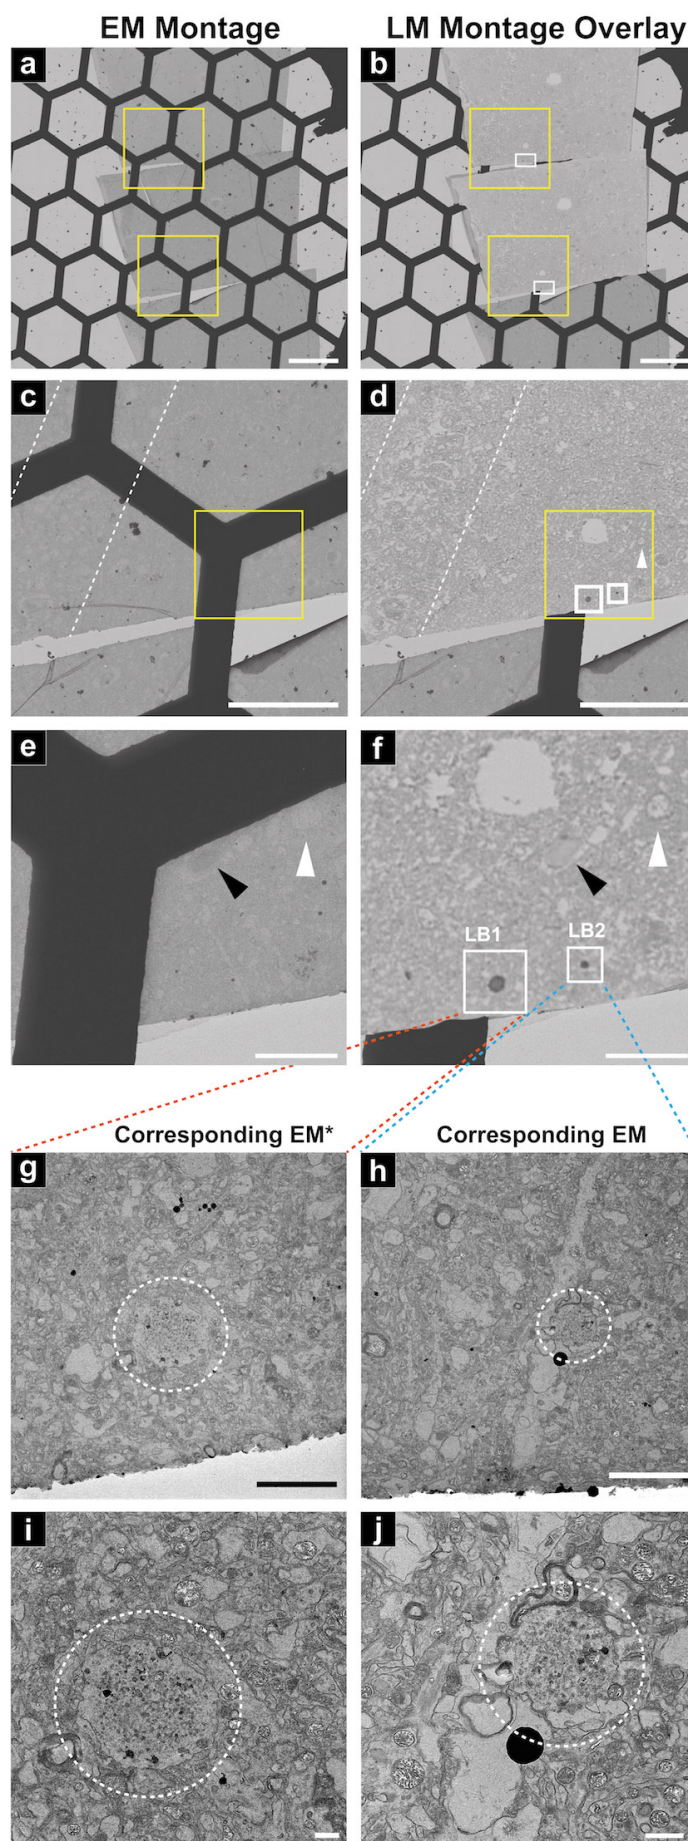 EM Montage
LM Montage Overlay
a
b
c
d
e
f
LB1
LB2
Corresponding EM*
Corresponding EM
g
h
i
j